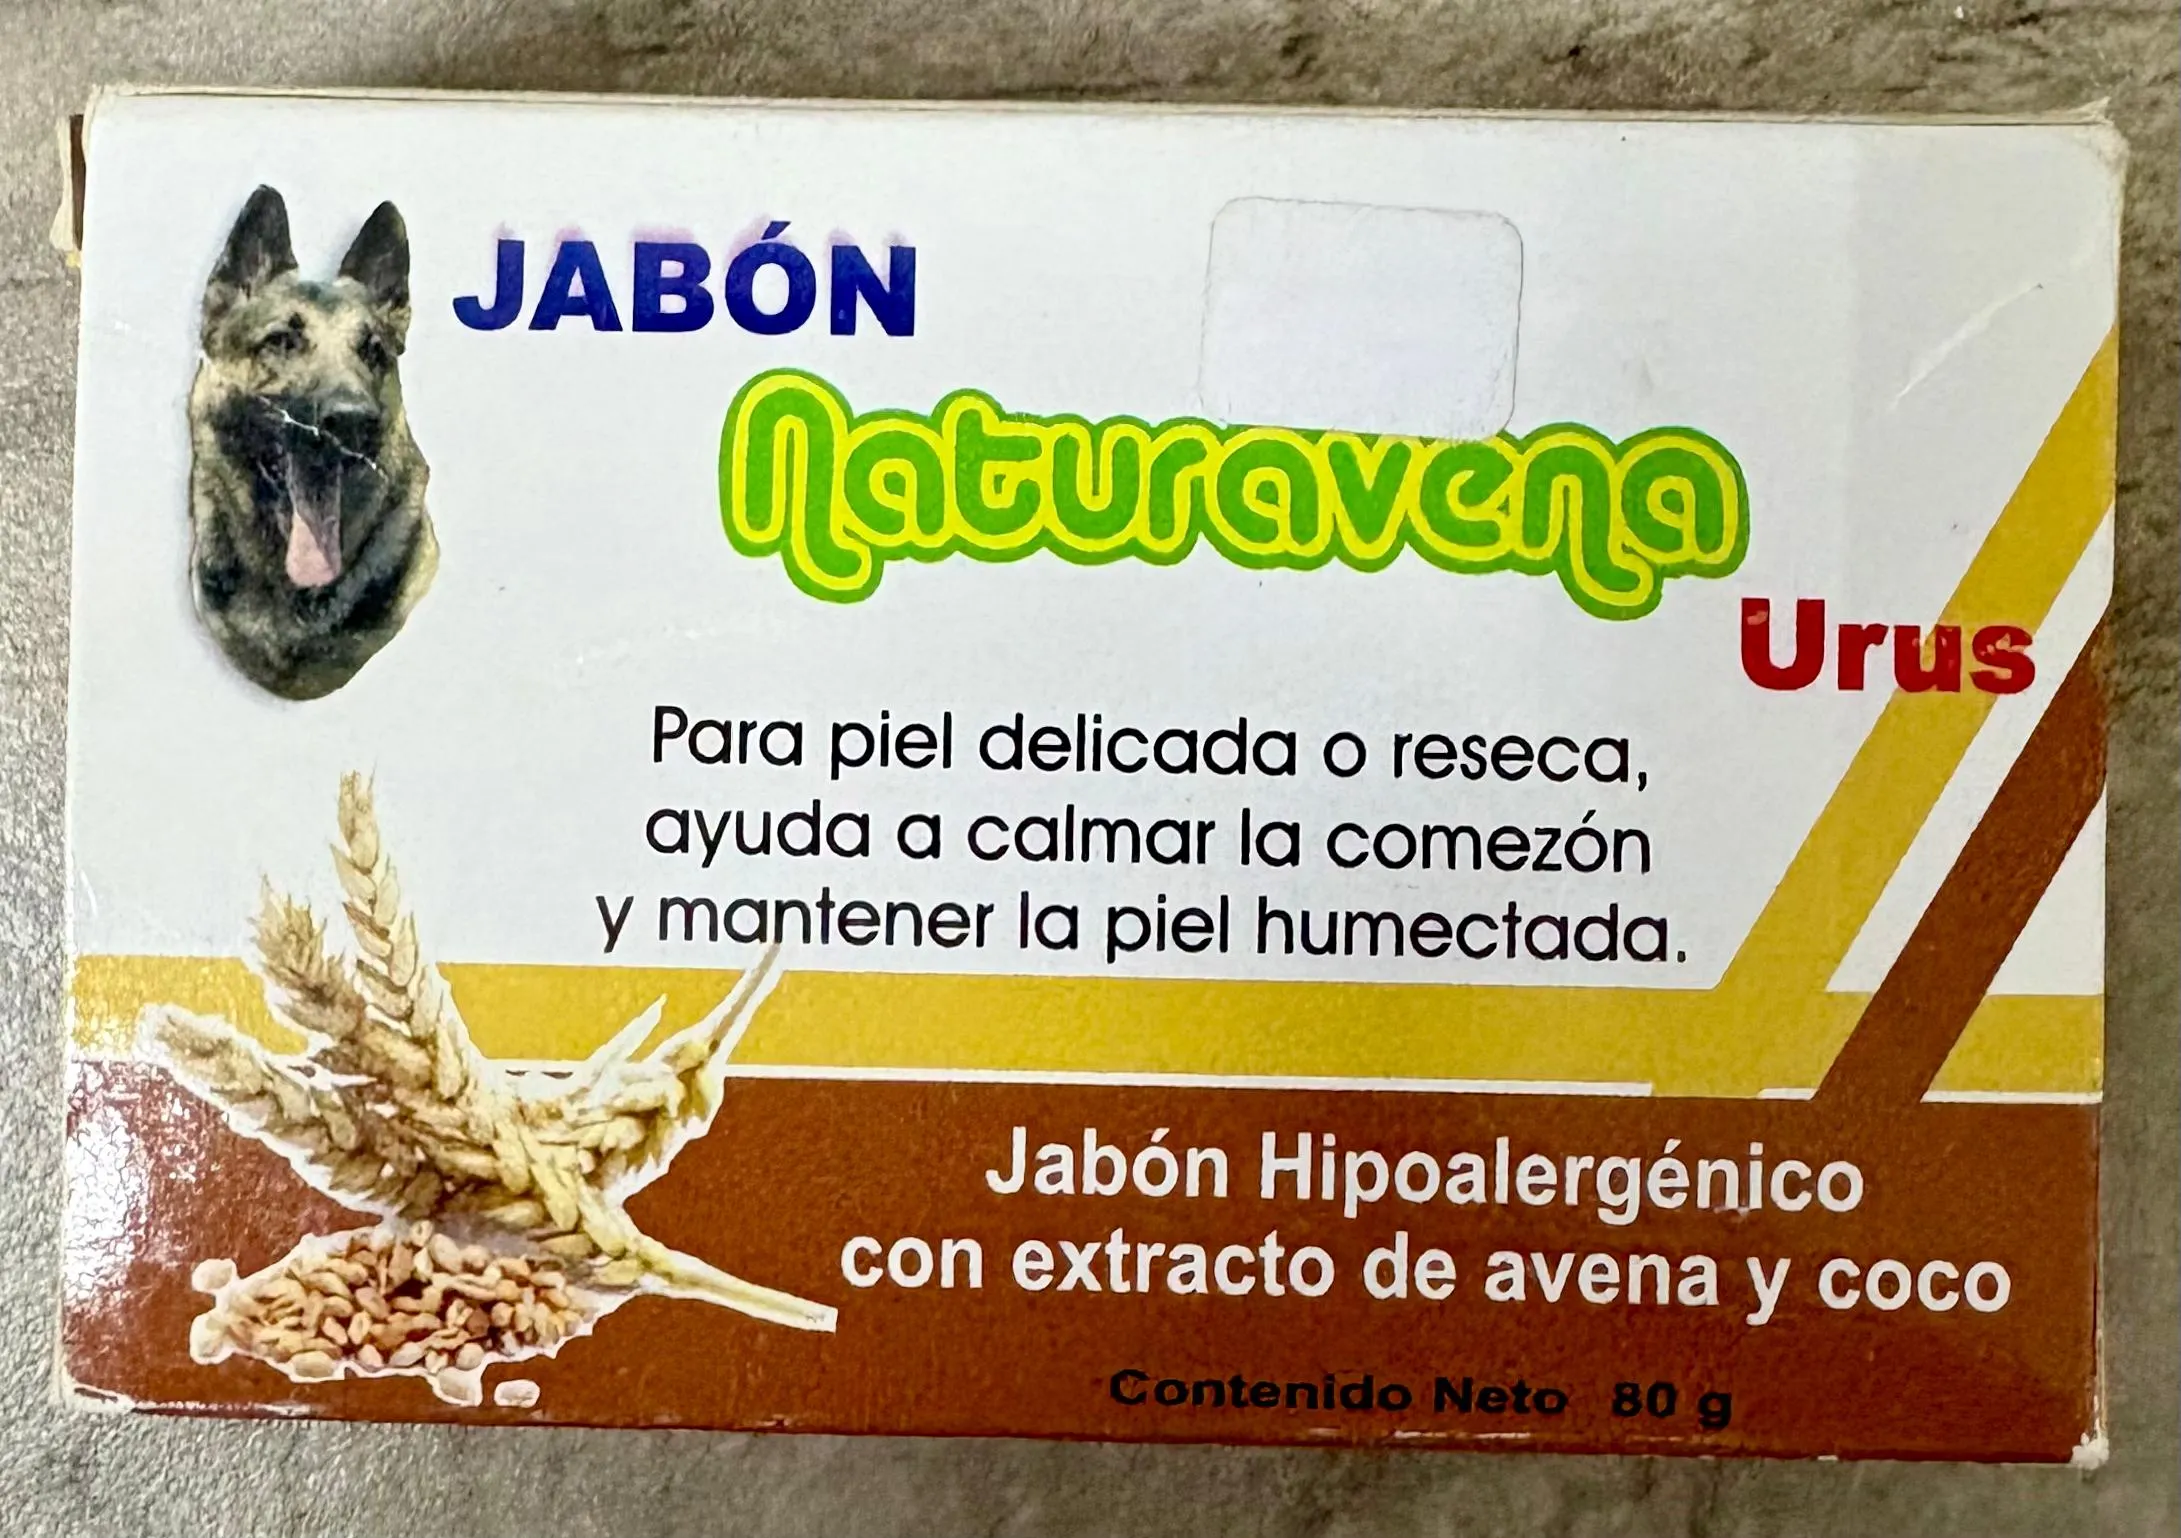 JABÓN
Naturavena
Urus
Para piel delicada o reseca,
ayuda a calmar la comezón
y mantener la piel humectada.
Jabón Hipoalergénico
con extracto de avena y coco
Contenido Neto 80 g